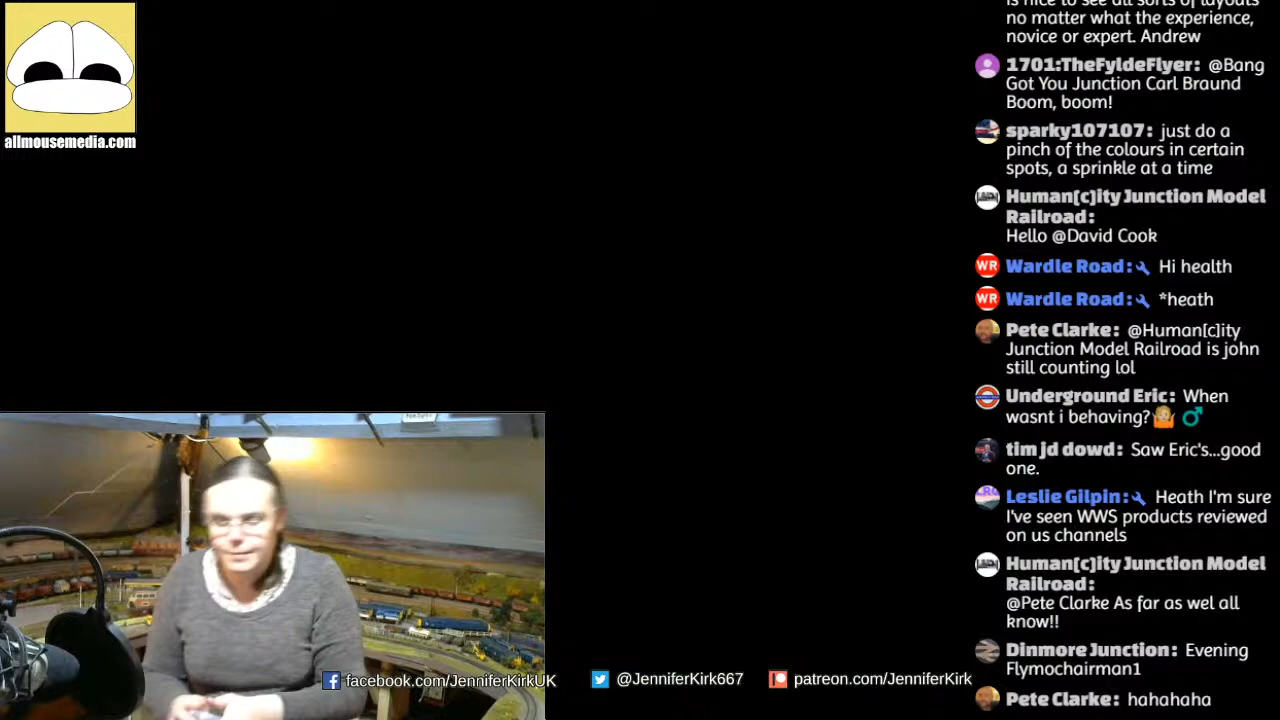 allmousemedia.com
is nice to see all sorts of layouts
no matter what the experience,
novice or expert. Andrew
1701:TheFyldeFlyer: @Bang
Got You Junction Carl Braund
Boom, boom!
sparky107107: just do a
pinch of the colours in certain
spots, a sprinkle at a time
Human[c]ity Junction Model
Railroad:
Hello @David Cook
WR Wardle Road: Hi health
WR Wardle Road: *heath
Pete Clarke: @Human[c]ity
Junction Model Railroad is john
still counting lol
Underground Eric: When
wasnt i behaving?🤷♂
tim jd dowd: Saw Eric's...good
one.
Leslie Gilpin: Heath I'm sure
I've seen WWS products reviewed
on us channels
Human[c]ity Junction Model
Railroad:
@Pete Clarke As far as wel all
know!!
Dinmore Junction: Evening
Flymochairman1
Pete Clarke: hahahaha
facebook.com/JenniferKirkUK
@JenniferKirk667
patreon.com/JenniferKirk